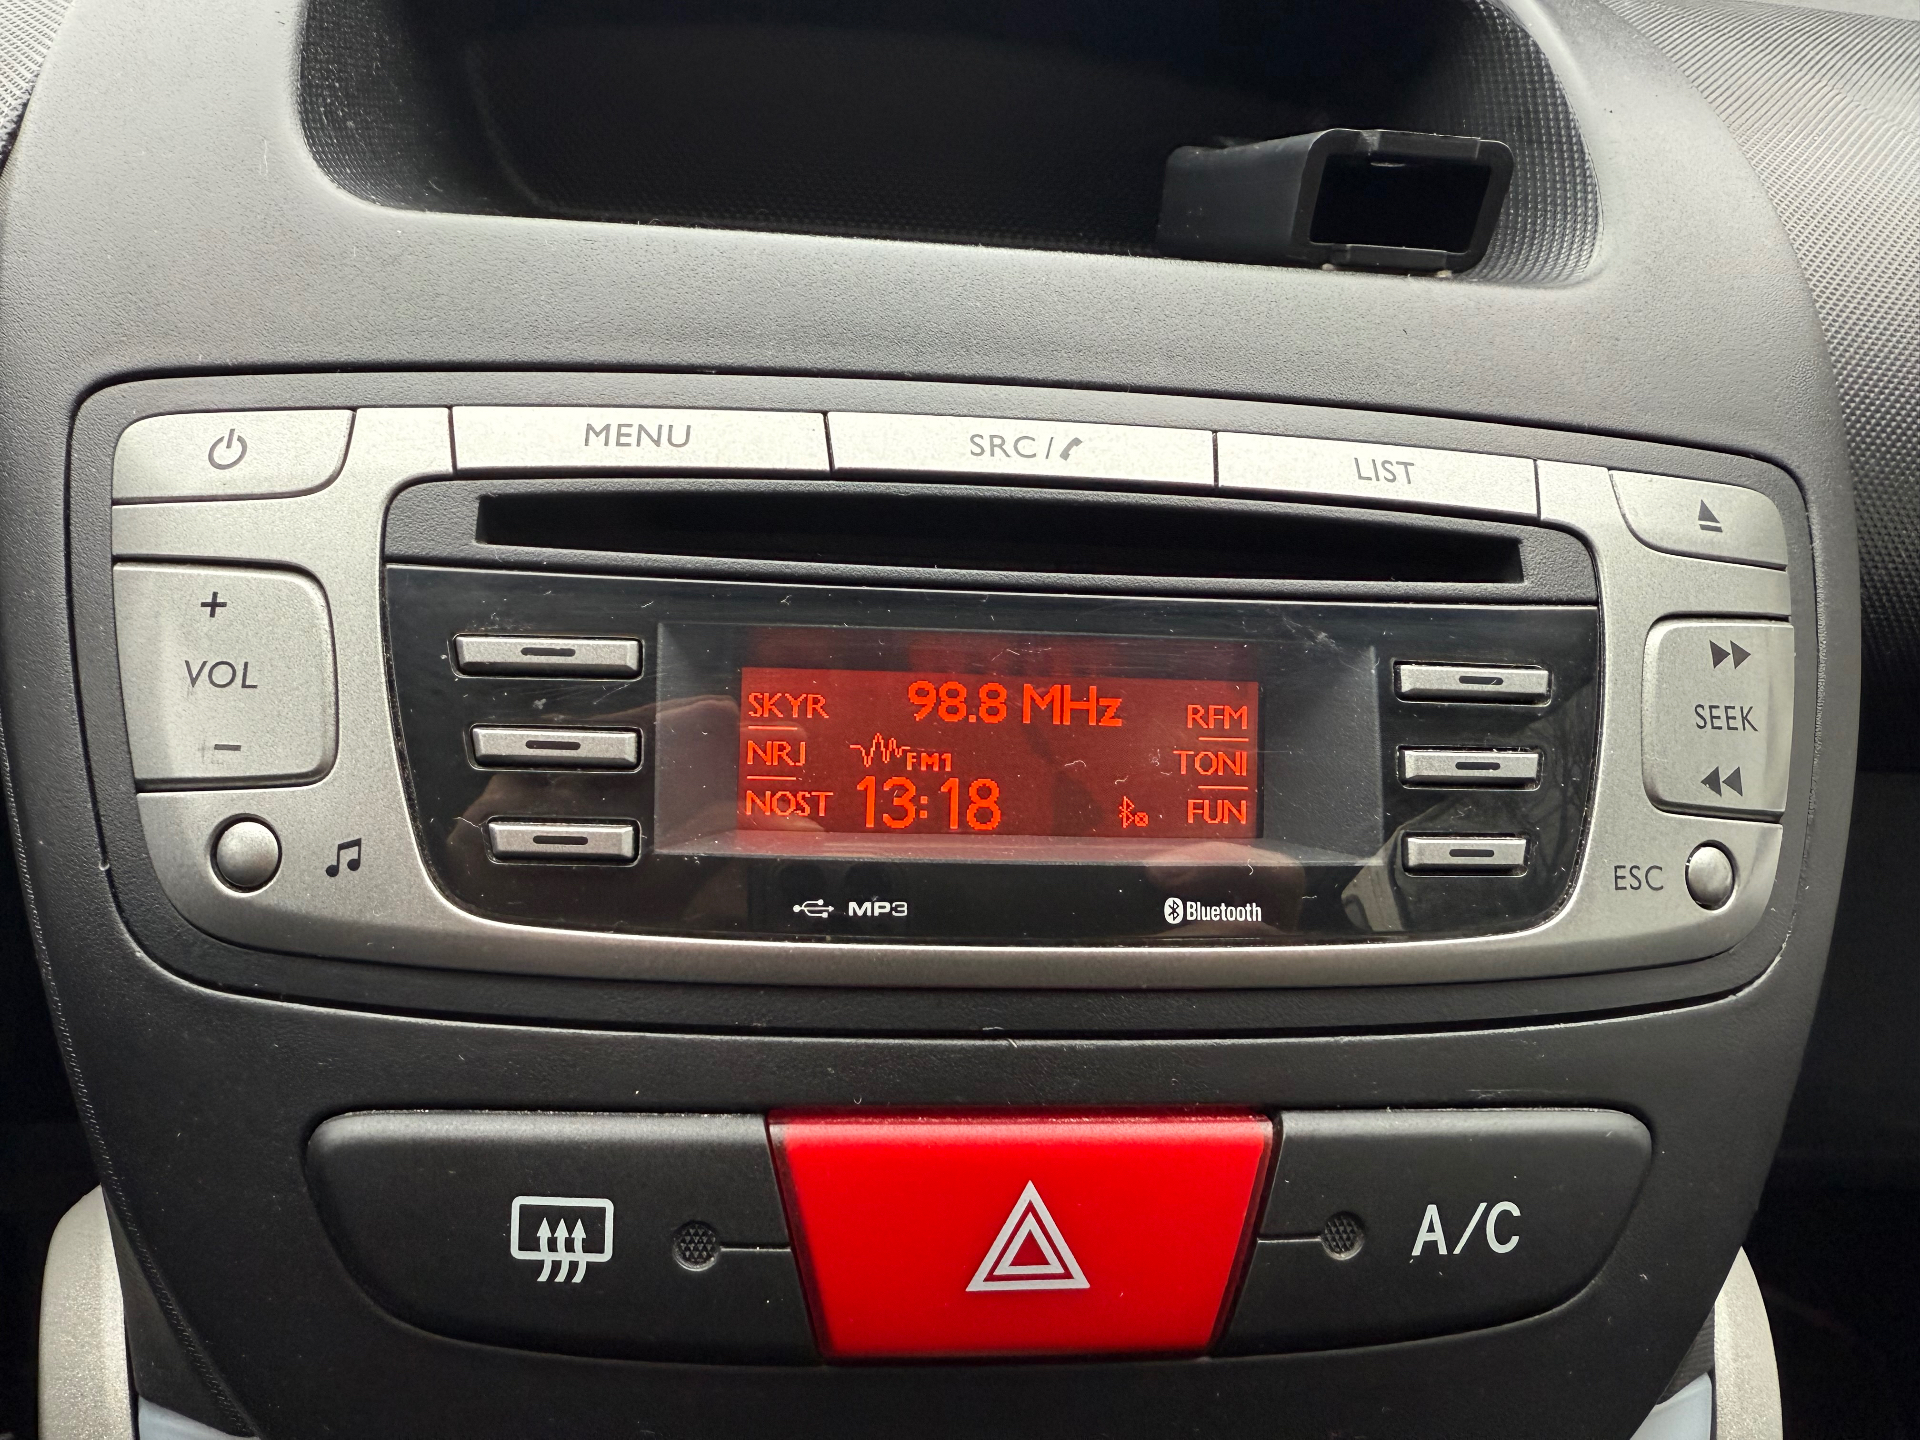 MENU
SRC/
LIST
+
VOL
−
SEEK
ESC
SKYR 98.8 MHz RFM
NRJ FM1 TONI
NOST 13:18 FUN
MP3
Bluetooth
A/C